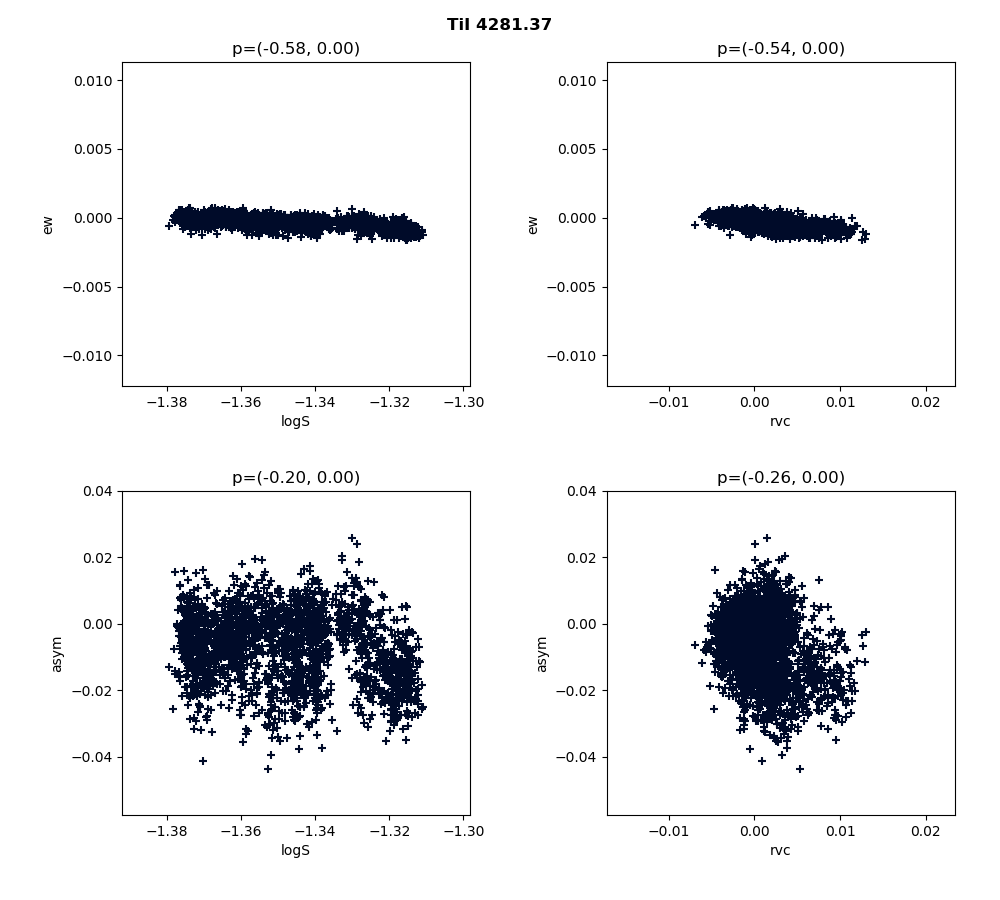 TiI 4281.37
p=(-0.58, 0.00)
p=(-0.54, 0.00)
0.010
0.005
0.000
−0.005
−0.010
ew
−1.38 −1.36 −1.34 −1.32 −1.30
logS
0.010
0.005
0.000
−0.005
−0.010
ew
−0.01 0.00 0.01 0.02
rvc
p=(-0.20, 0.00)
p=(-0.26, 0.00)
0.04
0.02
0.00
−0.02
−0.04
asym
−1.38 −1.36 −1.34 −1.32 −1.30
logS
0.04
0.02
0.00
−0.02
−0.04
asym
−0.01 0.00 0.01 0.02
rvc